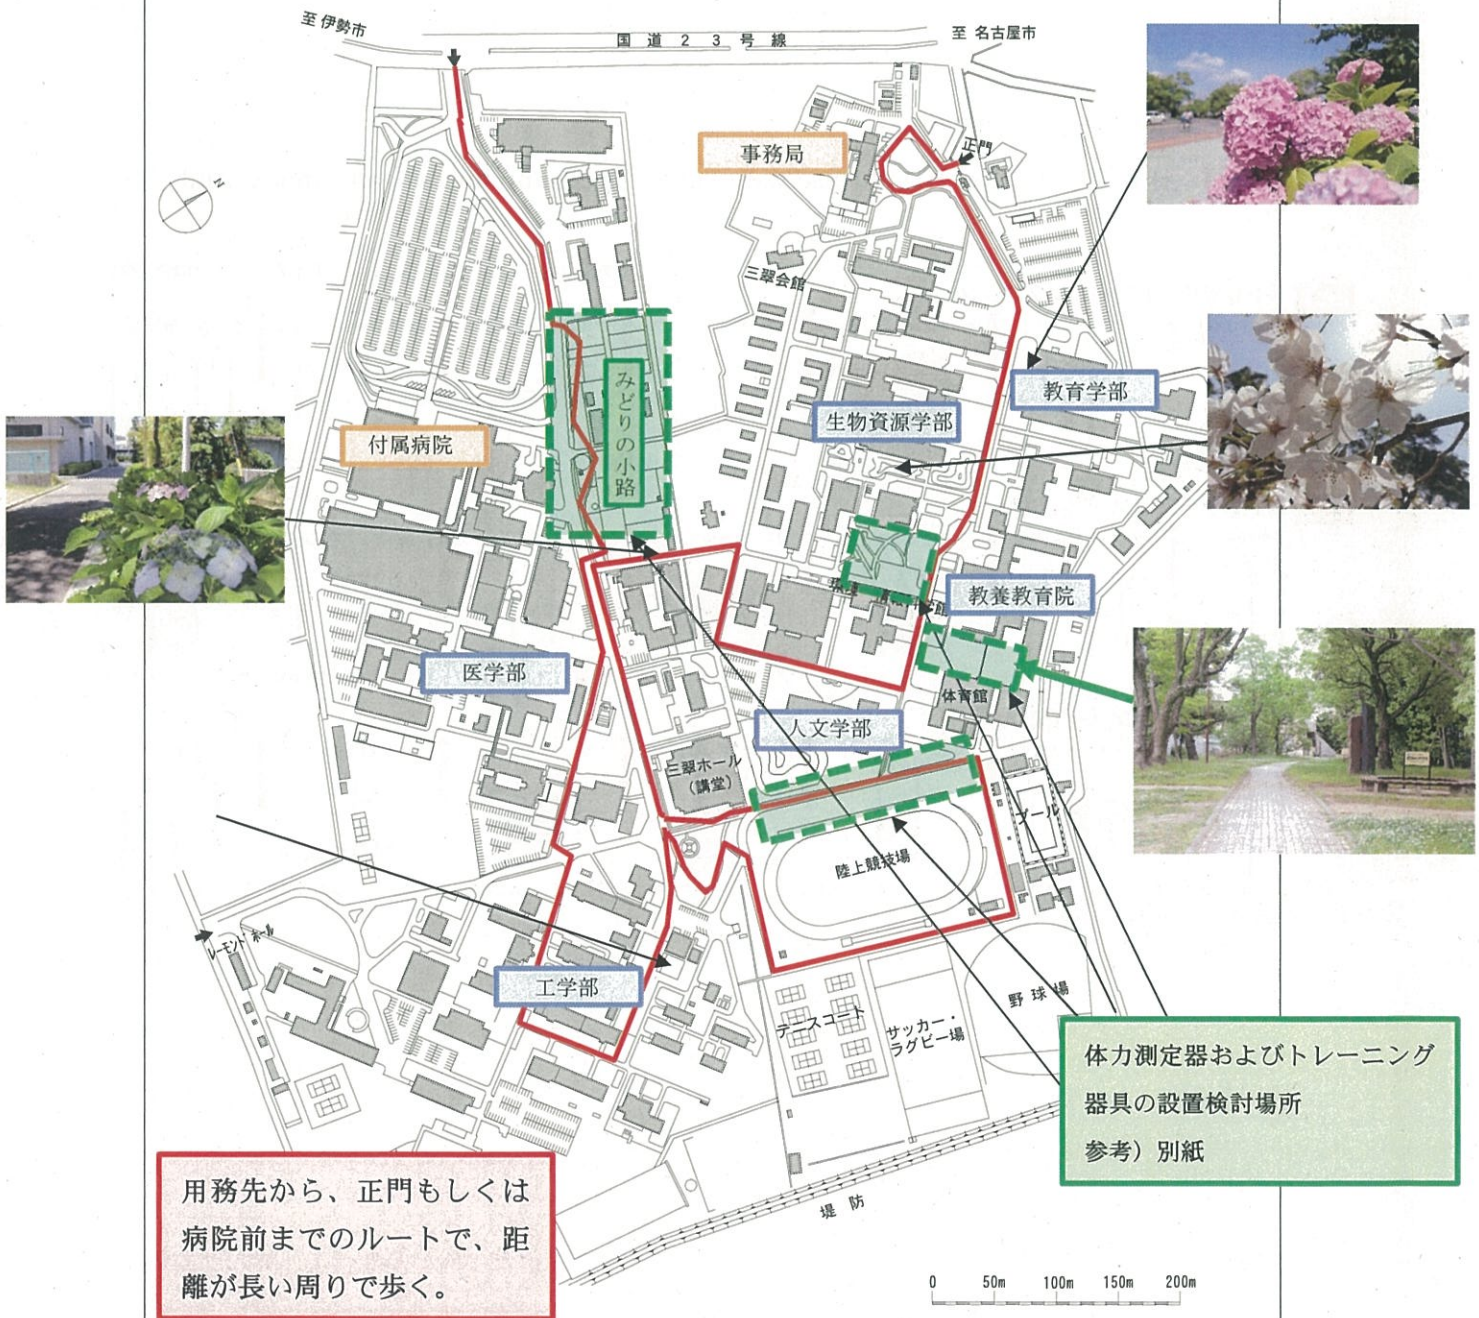 至 伊勢市
国道２３号線
至 名古屋市
N
正門
事務局
三翠会館
みどりの小路
教育学部
生物資源学部
付属病院
教養教育院
医学部
体育館
人文学部
三翠ホール
（講堂）
プール
陸上競技場
レーモンド ホール
工学部
テニスコート
サッカー・
ラグビー場
野 球 場
体力測定器およびトレーニング
器具の設置検討場所
参考）別紙
用務先から、正門もしくは
病院前までのルートで、距
離が長い周りで歩く。
堤 防
0 50m 100m 150m 200m